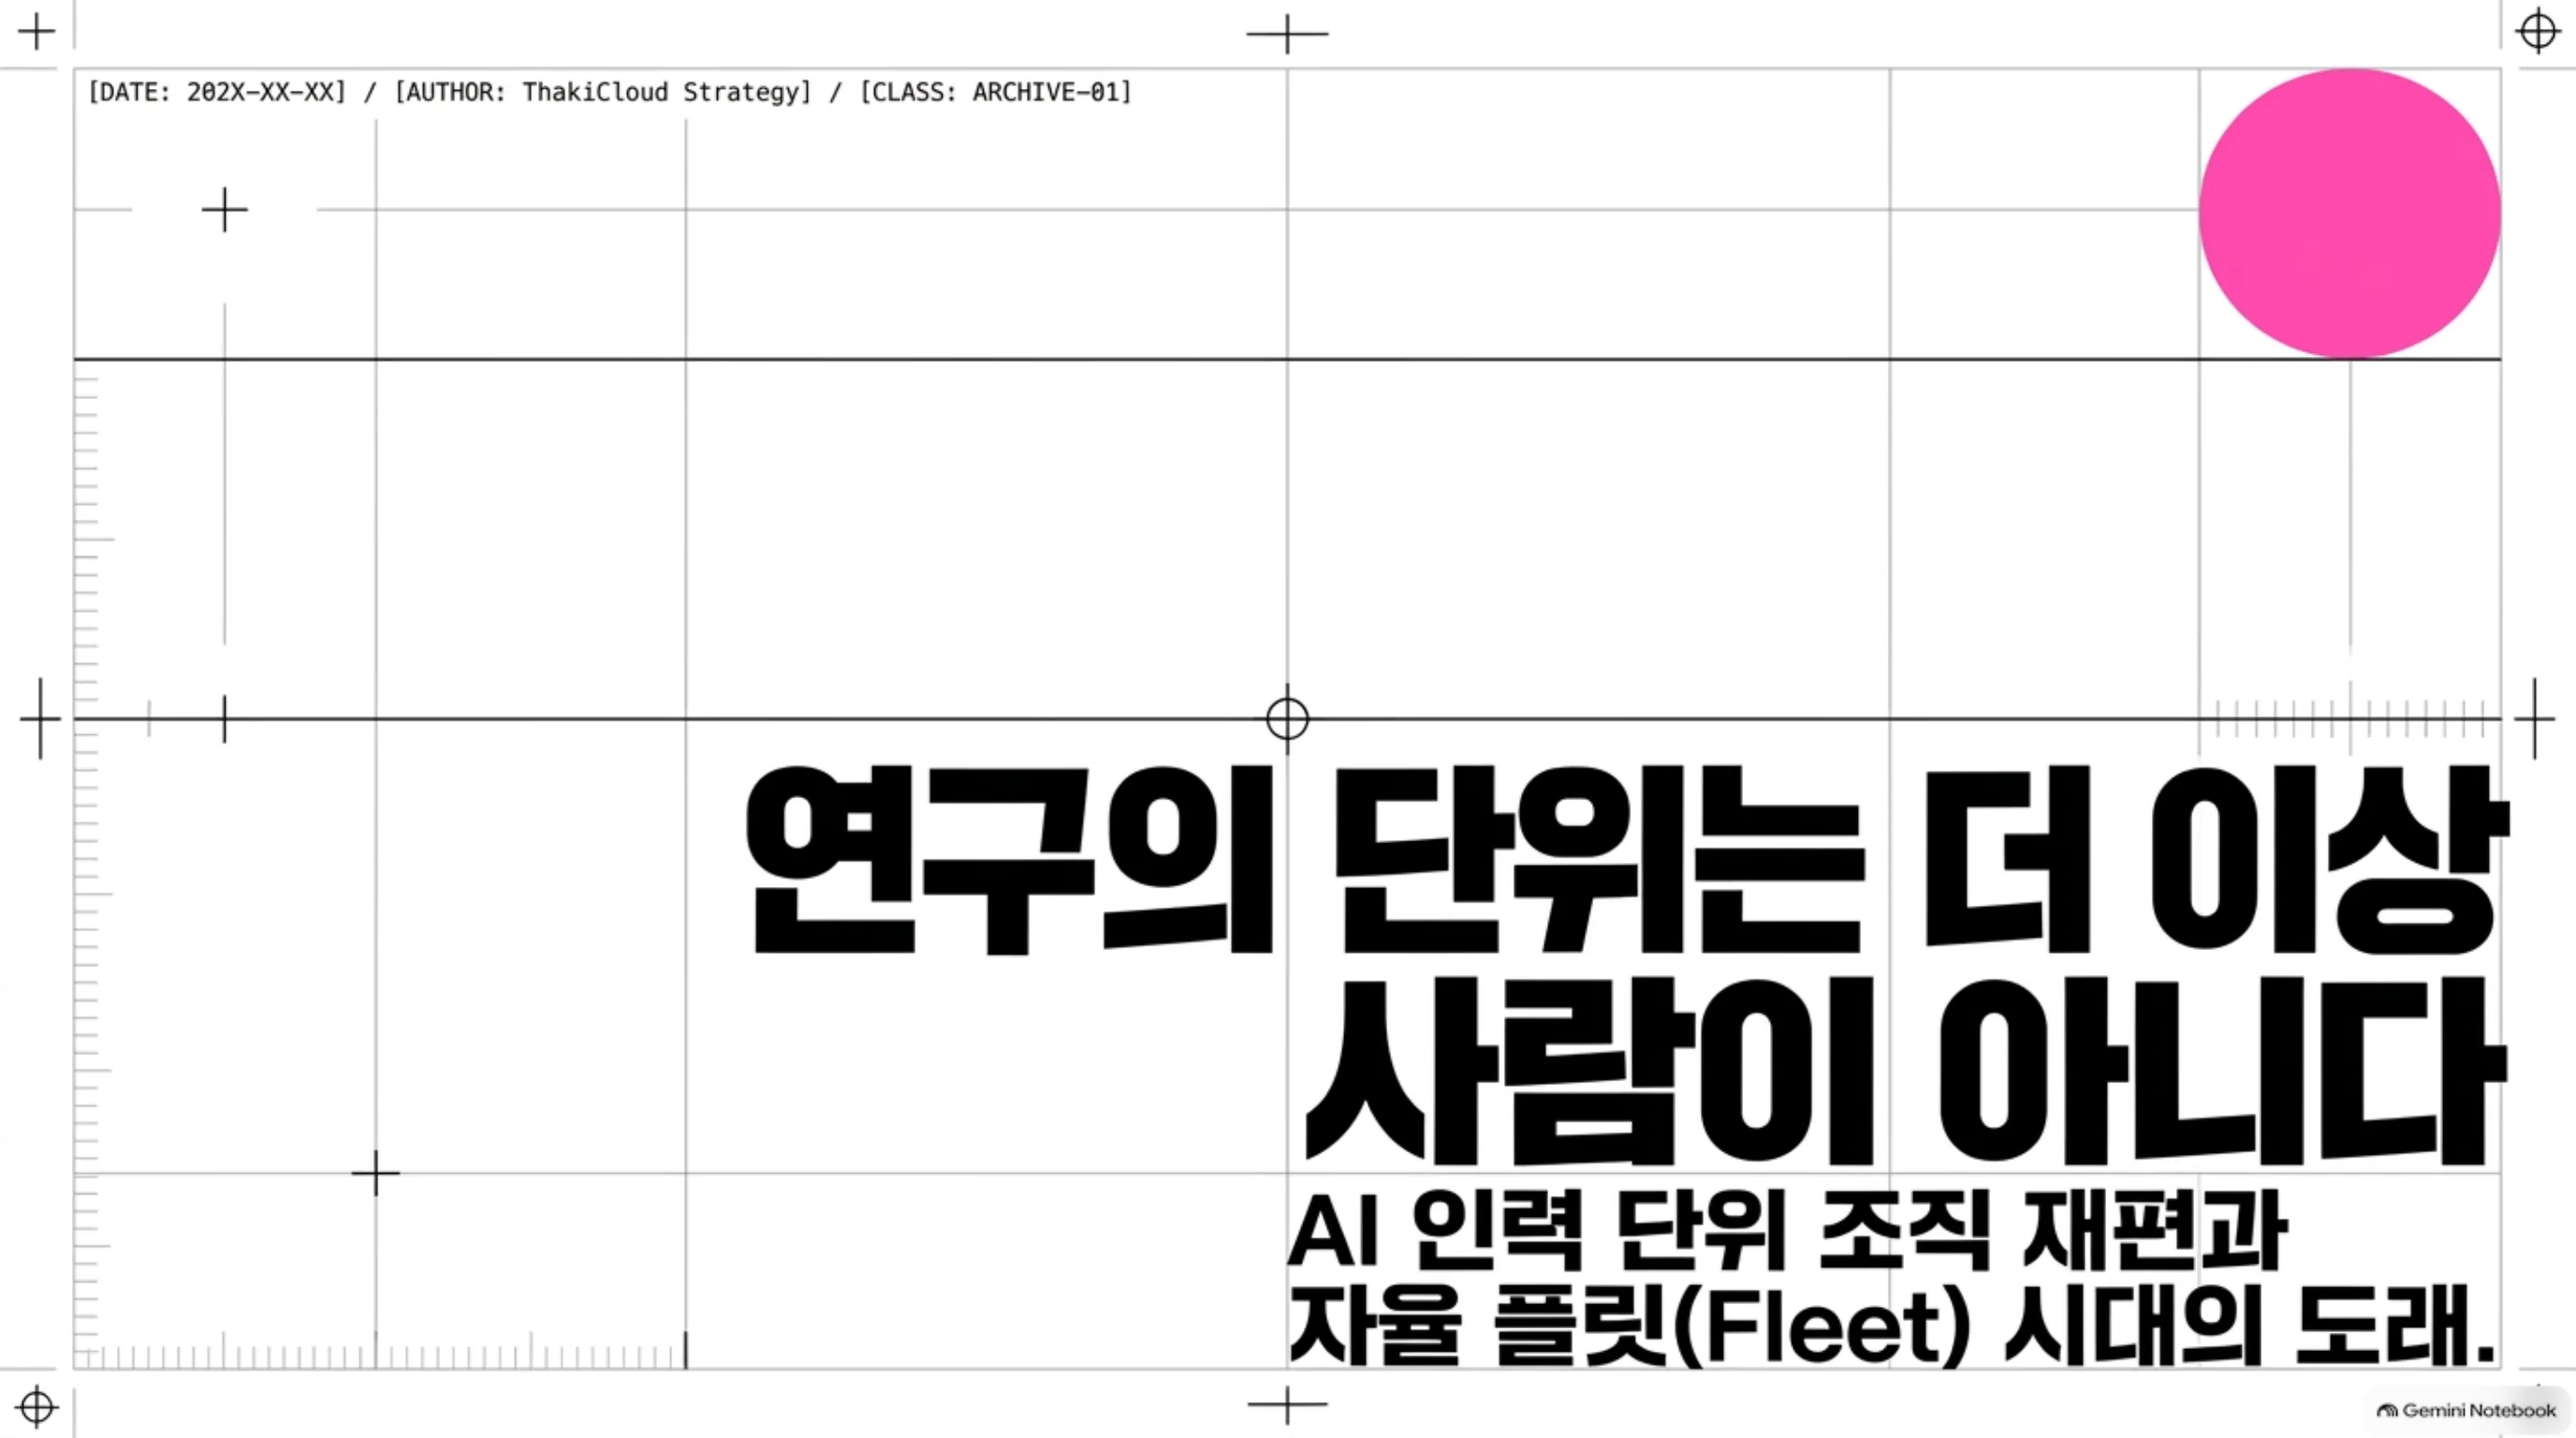 [DATE: 202X-XX-XX] / [AUTHOR: ThakiCloud Strategy] / [CLASS: ARCHIVE-01]
연구의 단위는 더 이상
사람이 아니다
AI 인력 단위 조직 재편과
자율 플릿(Fleet) 시대의 도래.
Gemini Notebook